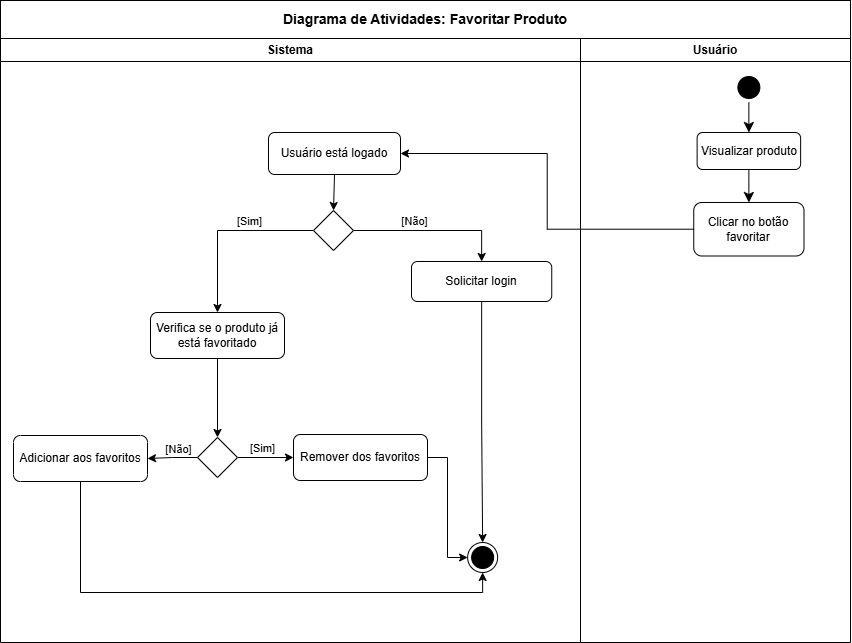 Diagrama de Atividades: Favoritar Produto
Sistema
Usuário
Visualizar produto
Usuário está logado
Clicar no botão
favoritar
[Sim]
[Não]
Solicitar login
Verifica se o produto já
está favoritado
[Não]
[Sim]
Adicionar aos favoritos
Remover dos favoritos